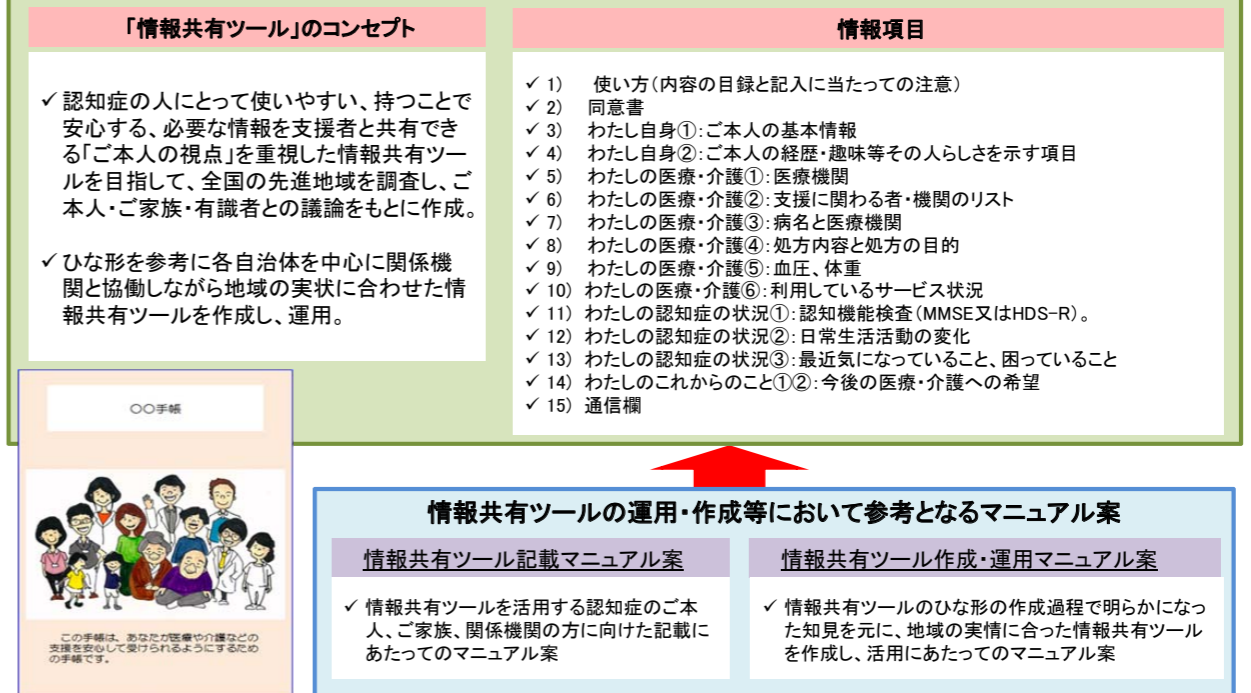 「情報共有ツール」のコンセプト
✓ 認知症の人にとって使いやすい、持つことで
安心する、必要な情報を支援者と共有でき
る「ご本人の視点」を重視した情報共有ツー
ルを目指して、全国の先進地域を調査し、ご
本人・ご家族・有識者との議論をもとに作成。
✓ ひな形を参考に各自治体を中心に関係機
関と協働しながら地域の実状に合わせた情
報共有ツールを作成し、運用。
情報項目
✓ 1) 使い方(内容の目録と記入に当たっての注意)
✓ 2) 同意書
✓ 3) わたし自身①:ご本人の基本情報
✓ 4) わたし自身②:ご本人の経歴・趣味等その人らしさを示す項目
✓ 5) わたしの医療・介護①:医療機関
✓ 6) わたしの医療・介護②:支援に関わる者・機関のリスト
✓ 7) わたしの医療・介護③:病名と医療機関
✓ 8) わたしの医療・介護④:処方内容と処方の目的
✓ 9) わたしの医療・介護⑤:血圧、体重
✓ 10) わたしの医療・介護⑥:利用しているサービス状況
✓ 11) わたしの認知症の状況①:認知機能検査(MMSE又はHDS-R)。
✓ 12) わたしの認知症の状況②:日常生活活動の変化
✓ 13) わたしの認知症の状況③:最近気になっていること、困っていること
✓ 14) わたしのこれからのこと①②:今後の医療・介護への希望
✓ 15) 通信欄
〇〇手帳
この手帳は、あなたが医療や介護などの
支援を安心して受けられるようにするため
の手帳です。
情報共有ツールの運用・作成等において参考となるマニュアル案
情報共有ツール記載マニュアル案
✓ 情報共有ツールを活用する認知症のご本
人、ご家族、関係機関の方に向けた記載に
あたってのマニュアル案
情報共有ツール作成・運用マニュアル案
✓ 情報共有ツールのひな形の作成過程で明らかになっ
た知見を元に、地域の実情に合った情報共有ツール
を作成し、活用にあたってのマニュアル案